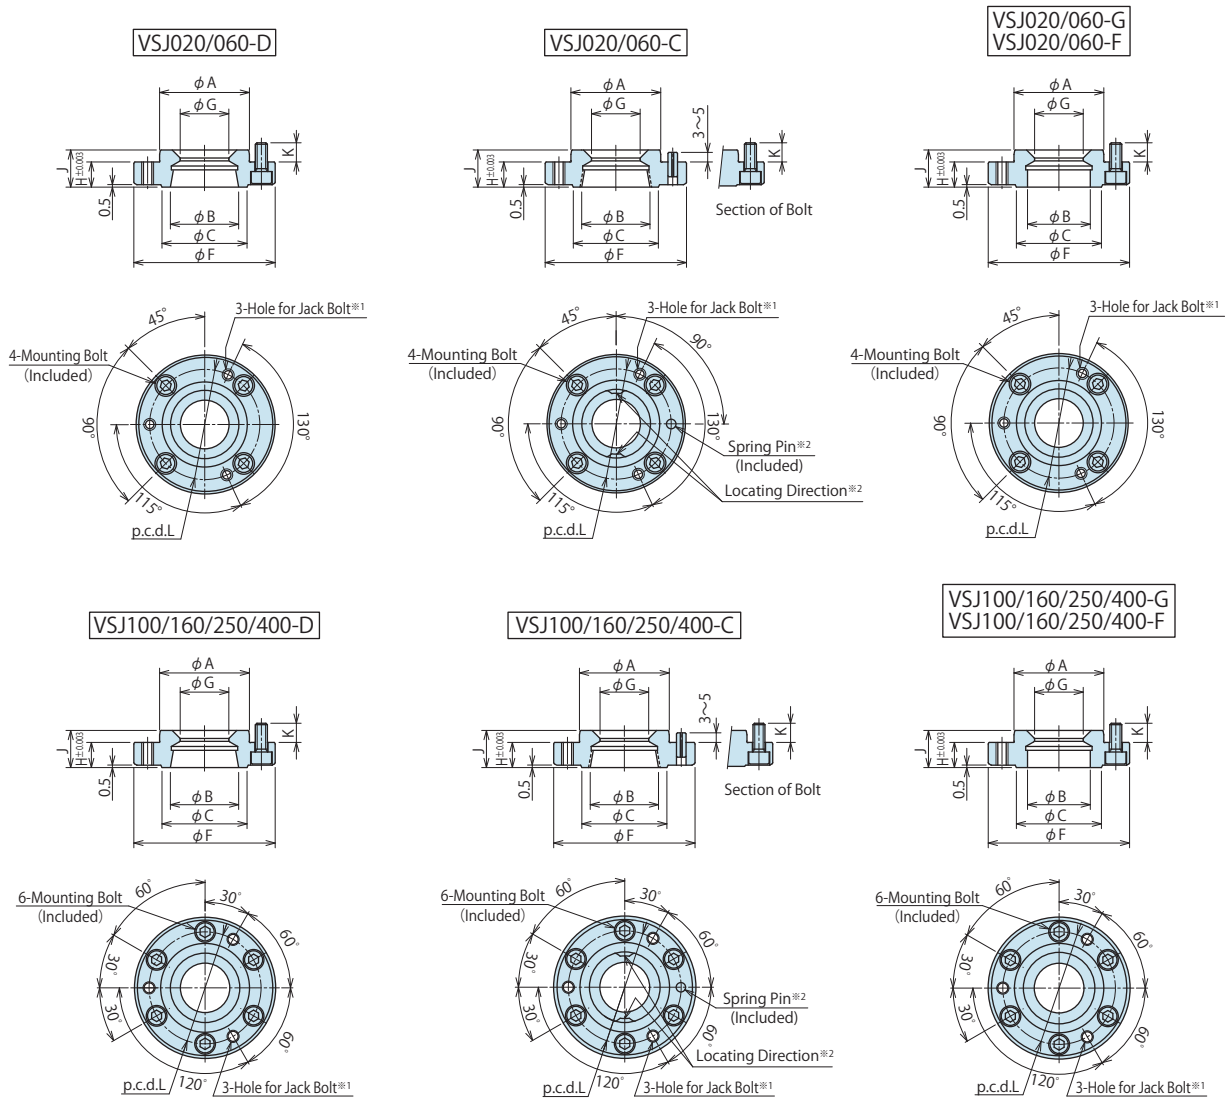 VSJ020/060-D
φA
φG
J
H±0.003
0.5
K
φB
φC
φF
45°
3-Hole for Jack Bolt※1
4-Mounting Bolt
(Included)
90°
130°
115°
p.c.d.L
VSJ020/060-C
φA
φG
3～5
J
H±0.003
0.5
K
Section of Bolt
φB
φC
φF
45°
3-Hole for Jack Bolt※1
90°
4-Mounting Bolt
(Included)
90°
130°
Spring Pin※2
(Included)
Locating Direction※2
115°
p.c.d.L
VSJ020/060-G
VSJ020/060-F
φA
φG
J
H±0.003
0.5
K
φB
φC
φF
45°
3-Hole for Jack Bolt※1
4-Mounting Bolt
(Included)
90°
130°
115°
p.c.d.L
VSJ100/160/250/400-D
φA
φG
J
H±0.003
0.5
K
φB
φC
φF
6-Mounting Bolt
(Included)
60°
30°
60°
30°
30°
60°
120°
p.c.d.L
3-Hole for Jack Bolt※1
VSJ100/160/250/400-C
φA
φG
3～5
J
H±0.003
0.5
K
Section of Bolt
φB
φC
φF
6-Mounting Bolt
(Included)
60°
30°
60°
30°
30°
Spring Pin※2
(Included)
60°
Locating Direction※2
120°
p.c.d.L
3-Hole for Jack Bolt※1
VSJ100/160/250/400-G
VSJ100/160/250/400-F
φA
φG
J
H±0.003
0.5
K
φB
φC
φF
6-Mounting Bolt
(Included)
60°
30°
60°
30°
30°
60°
120°
p.c.d.L
3-Hole for Jack Bolt※1